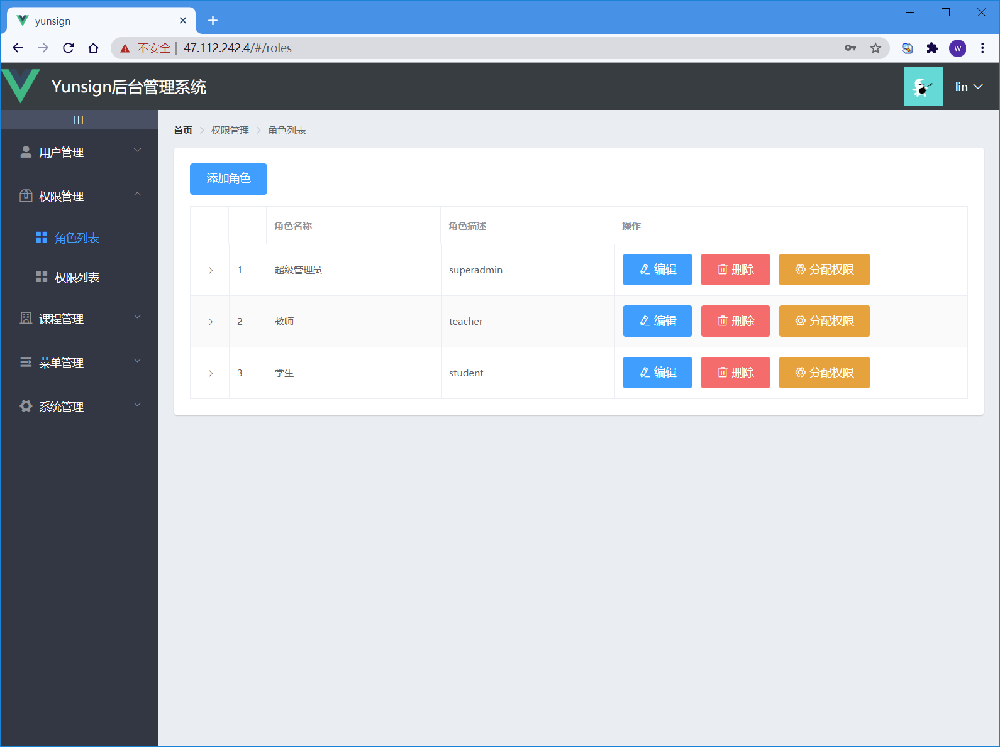 yunsign
不安全 | 47.112.242.4/#/roles
W
Yunsign后台管理系统
lin
首页 > 权限管理 > 角色列表
用户管理
权限管理
角色列表
权限列表
课程管理
菜单管理
系统管理
添加角色
角色名称 角色描述 操作
1 超级管理员 superadmin 编辑 删除 分配权限
2 教师 teacher 编辑 删除 分配权限
3 学生 student 编辑 删除 分配权限